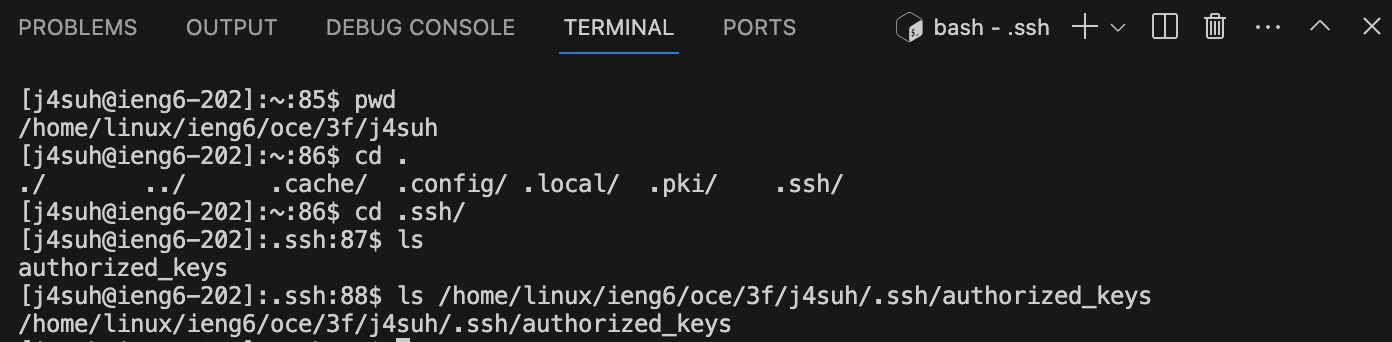 PROBLEMS OUTPUT DEBUG CONSOLE TERMINAL PORTS bash - .ssh
[j4suh@ieng6-202]:~:85$ pwd
/home/linux/ieng6/oce/3f/j4suh
[j4suh@ieng6-202]:~:86$ cd .
./ ../ .cache/ .config/ .local/ .pki/ .ssh/
[j4suh@ieng6-202]:~:86$ cd .ssh/
[j4suh@ieng6-202]:.ssh:87$ ls
authorized_keys
[j4suh@ieng6-202]:.ssh:88$ ls /home/linux/ieng6/oce/3f/j4suh/.ssh/authorized_keys
/home/linux/ieng6/oce/3f/j4suh/.ssh/authorized_keys